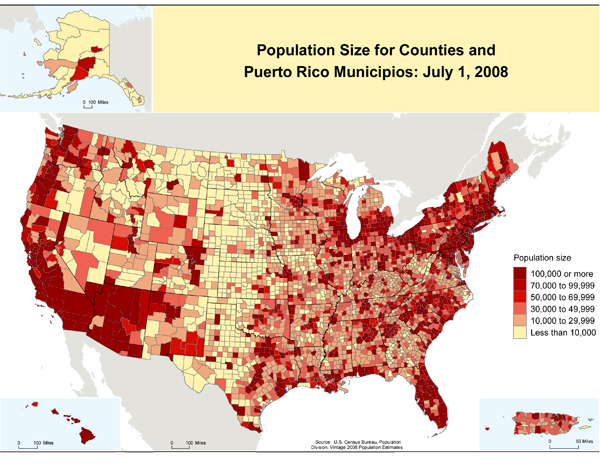 Population Size for Counties and
Puerto Rico Municipios: July 1, 2008
0 100 Miles
Population size
100,000 or more
70,000 to 99,999
50,000 to 69,999
30,000 to 49,999
10,000 to 29,999
Less than 10,000
0 100 Miles
0 100 Miles
Source: U.S. Census Bureau, Population
Division, Vintage 2008 Population Estimates
0 50 Miles